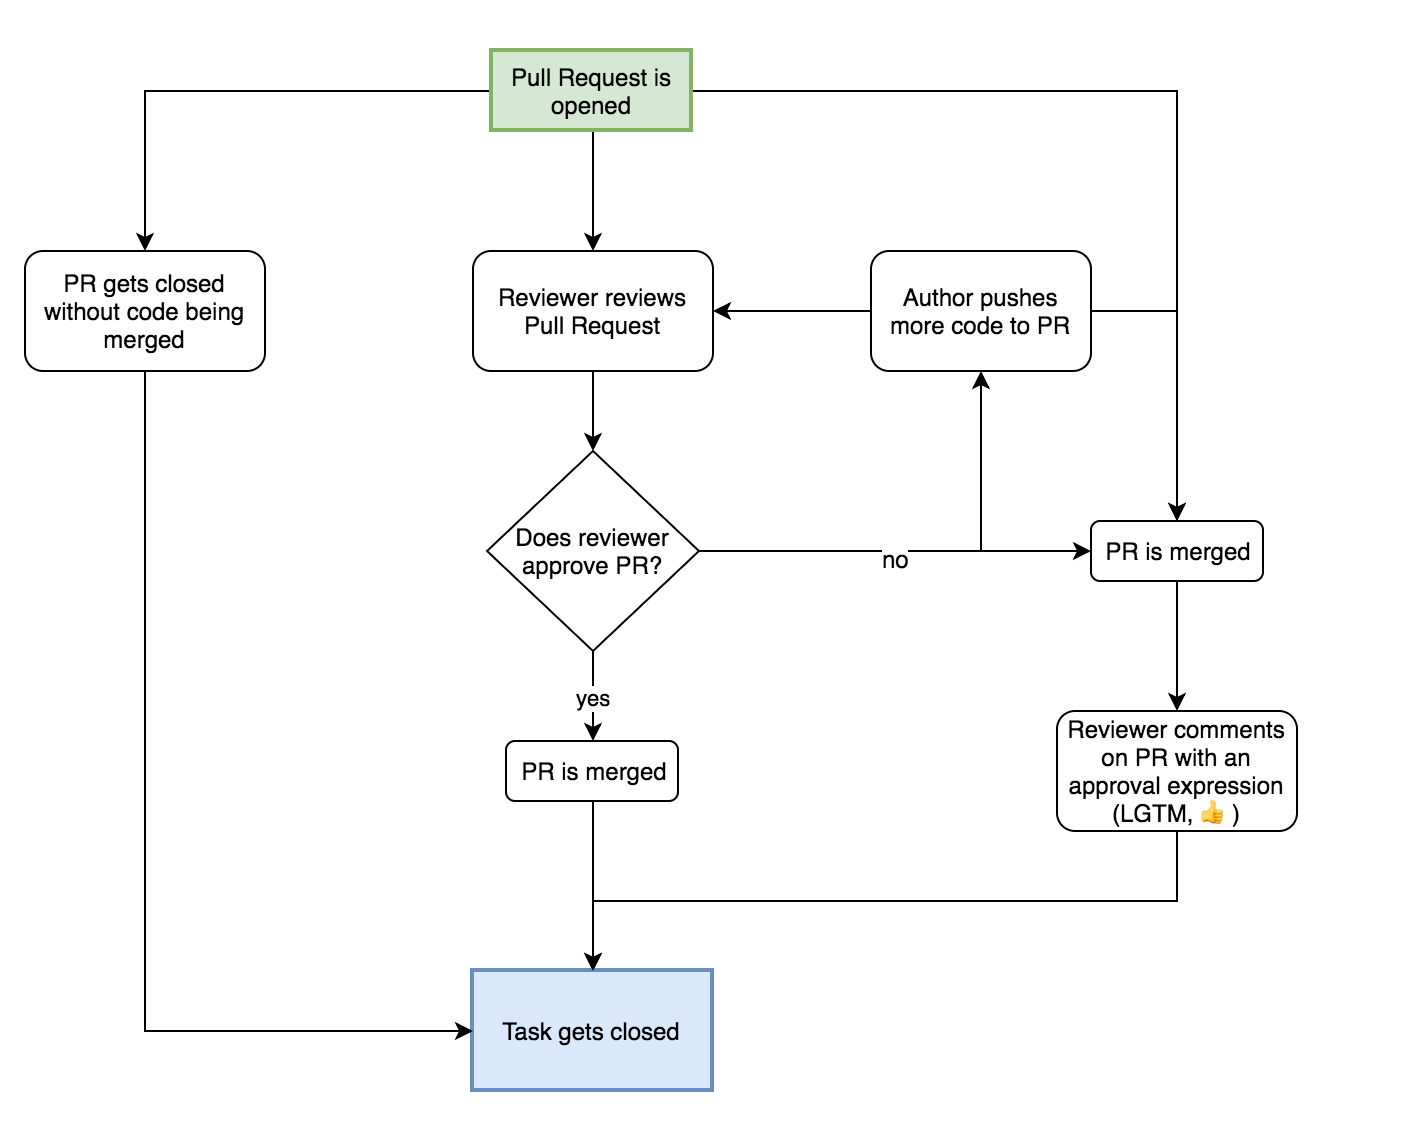 Pull Request is
opened
PR gets closed
without code being
merged
Reviewer reviews
Pull Request
Author pushes
more code to PR
Does reviewer
approve PR?
no
PR is merged
yes
PR is merged
Reviewer comments
on PR with an
approval expression
(LGTM, 👍 )
Task gets closed